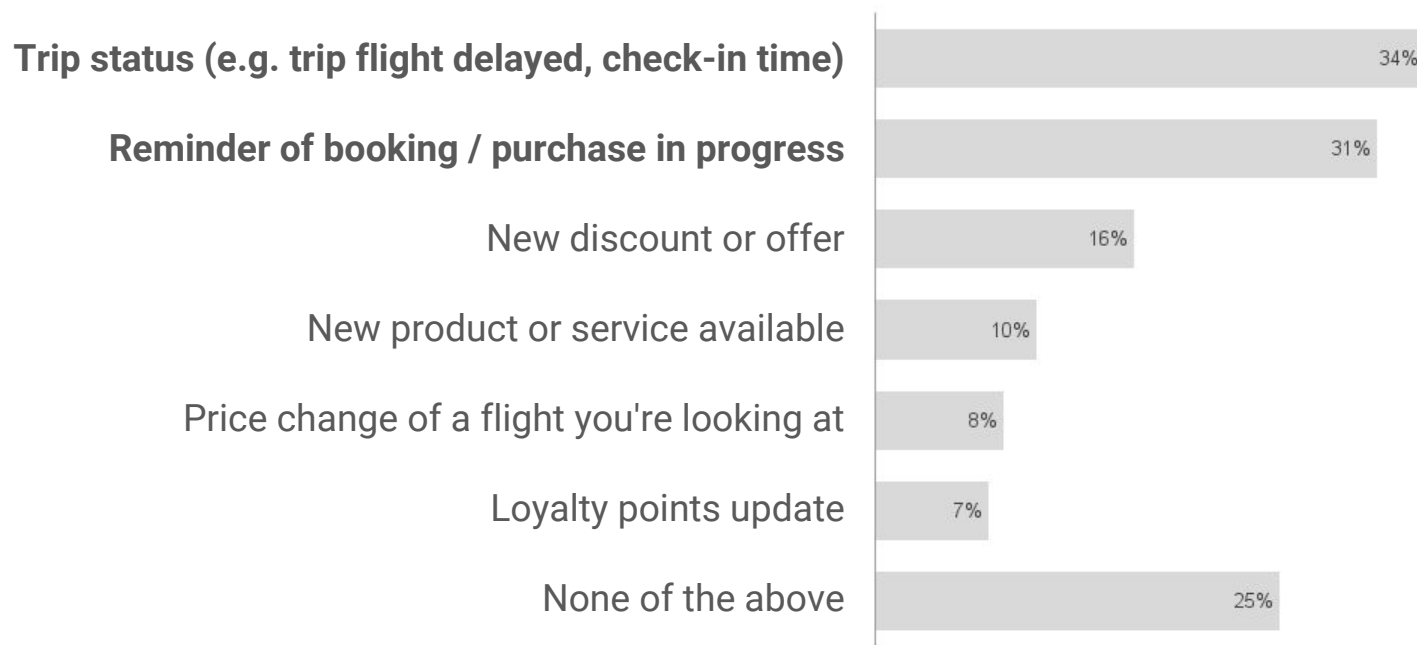 Trip status (e.g. trip flight delayed, check-in time) 34%
Reminder of booking / purchase in progress 31%
New discount or offer 16%
New product or service available 10%
Price change of a flight you're looking at 8%
Loyalty points update 7%
None of the above 25%